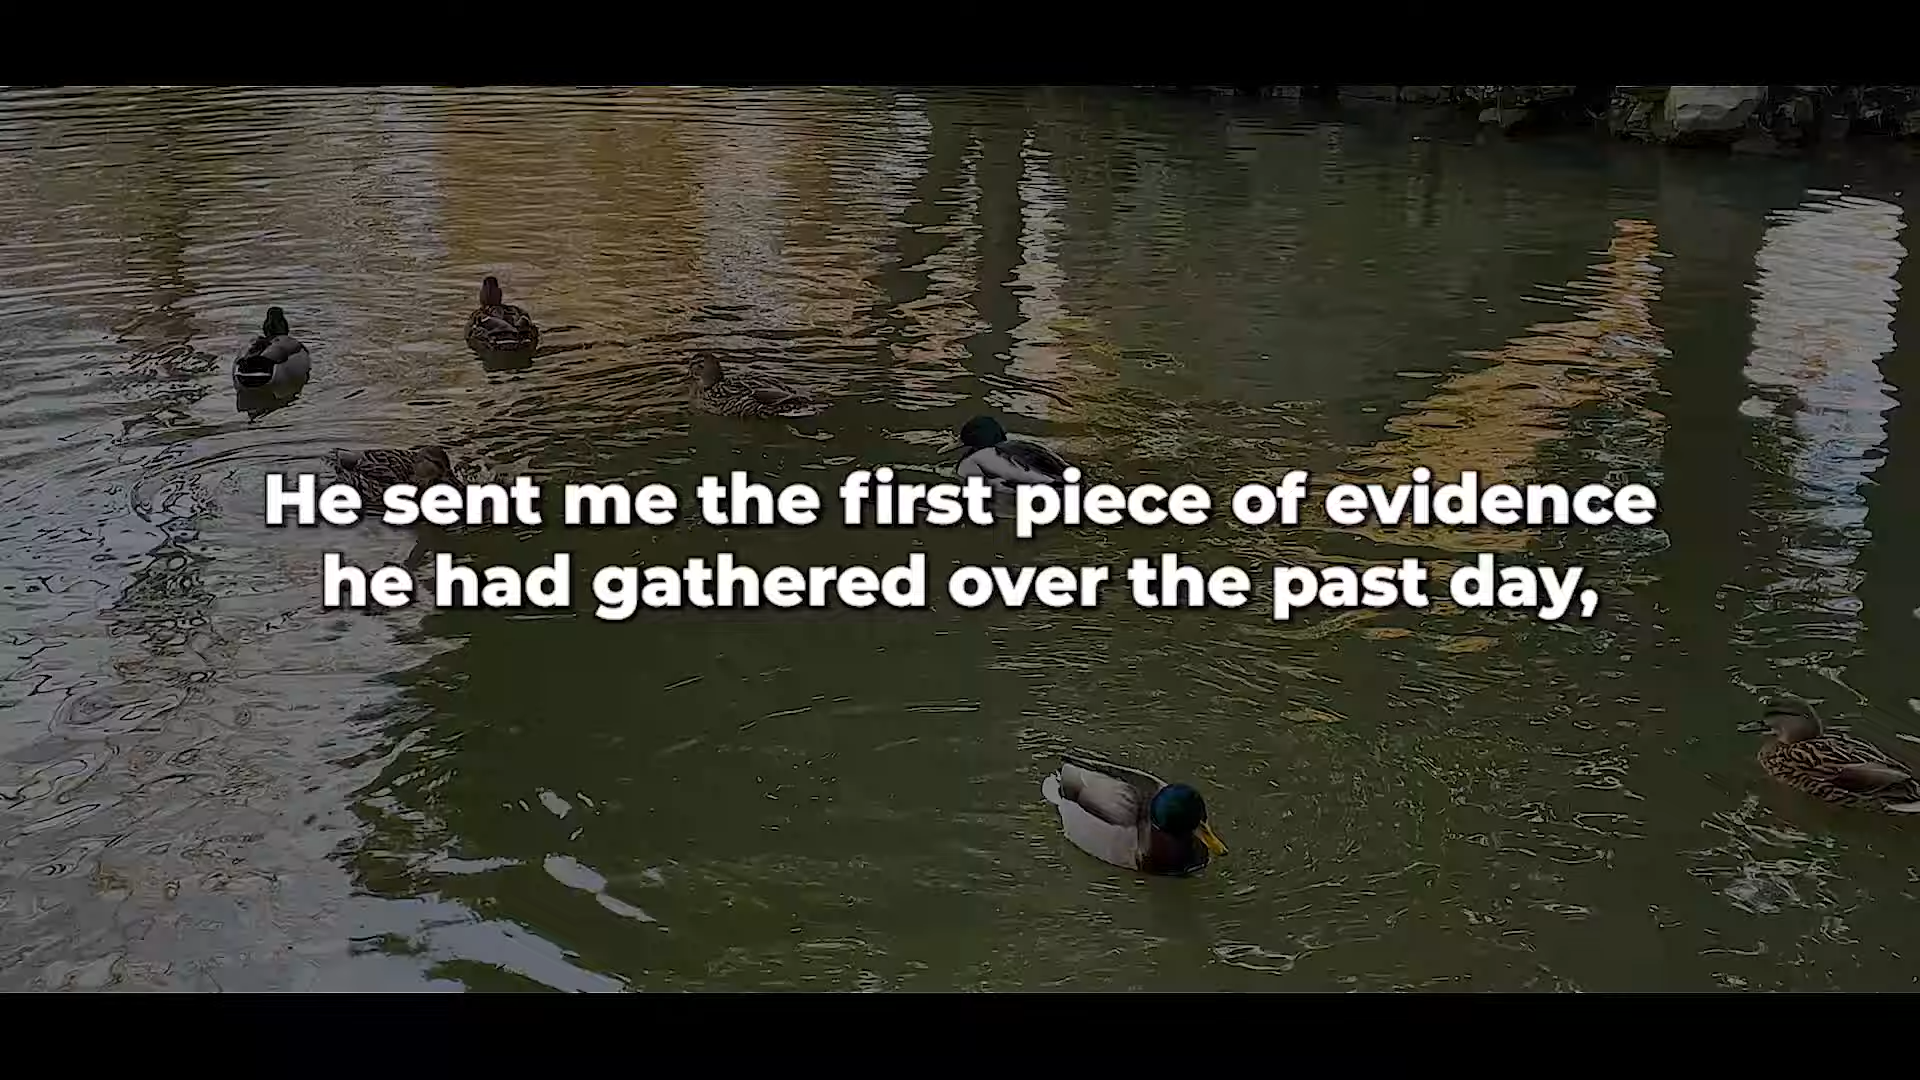 He sent me the first piece of evidence
he had gathered over the past day,